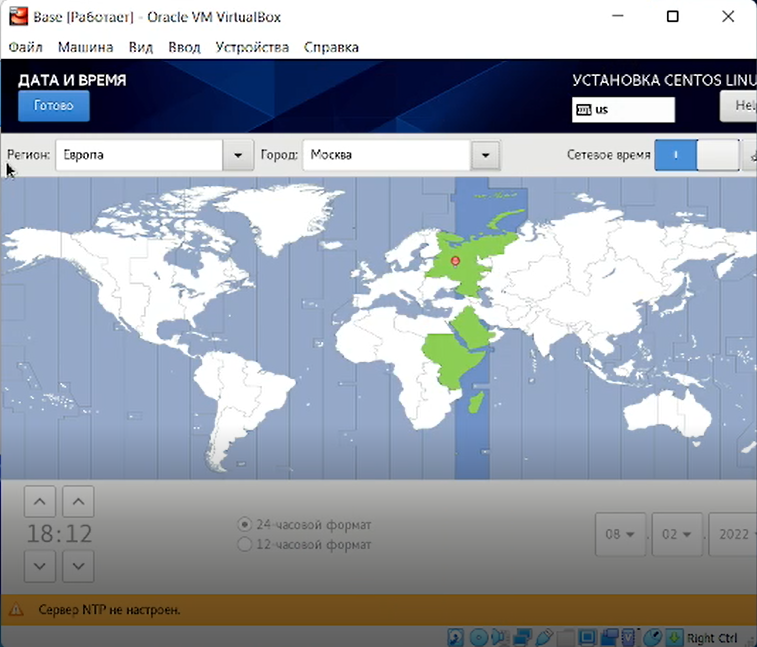 Base [Работает] - Oracle VM VirtualBox
Файл Машина Вид Ввод Устройства Справка
ДАТА И ВРЕМЯ
УСТАНОВКА CENTOS LINU
Готово
us
Hel
Регион: Европа Город: Москва Сетевое время
18:12
24-часовой формат
12-часовой формат
08 . 02 . 2022
Сервер NTP не настроен.
Right Ctrl